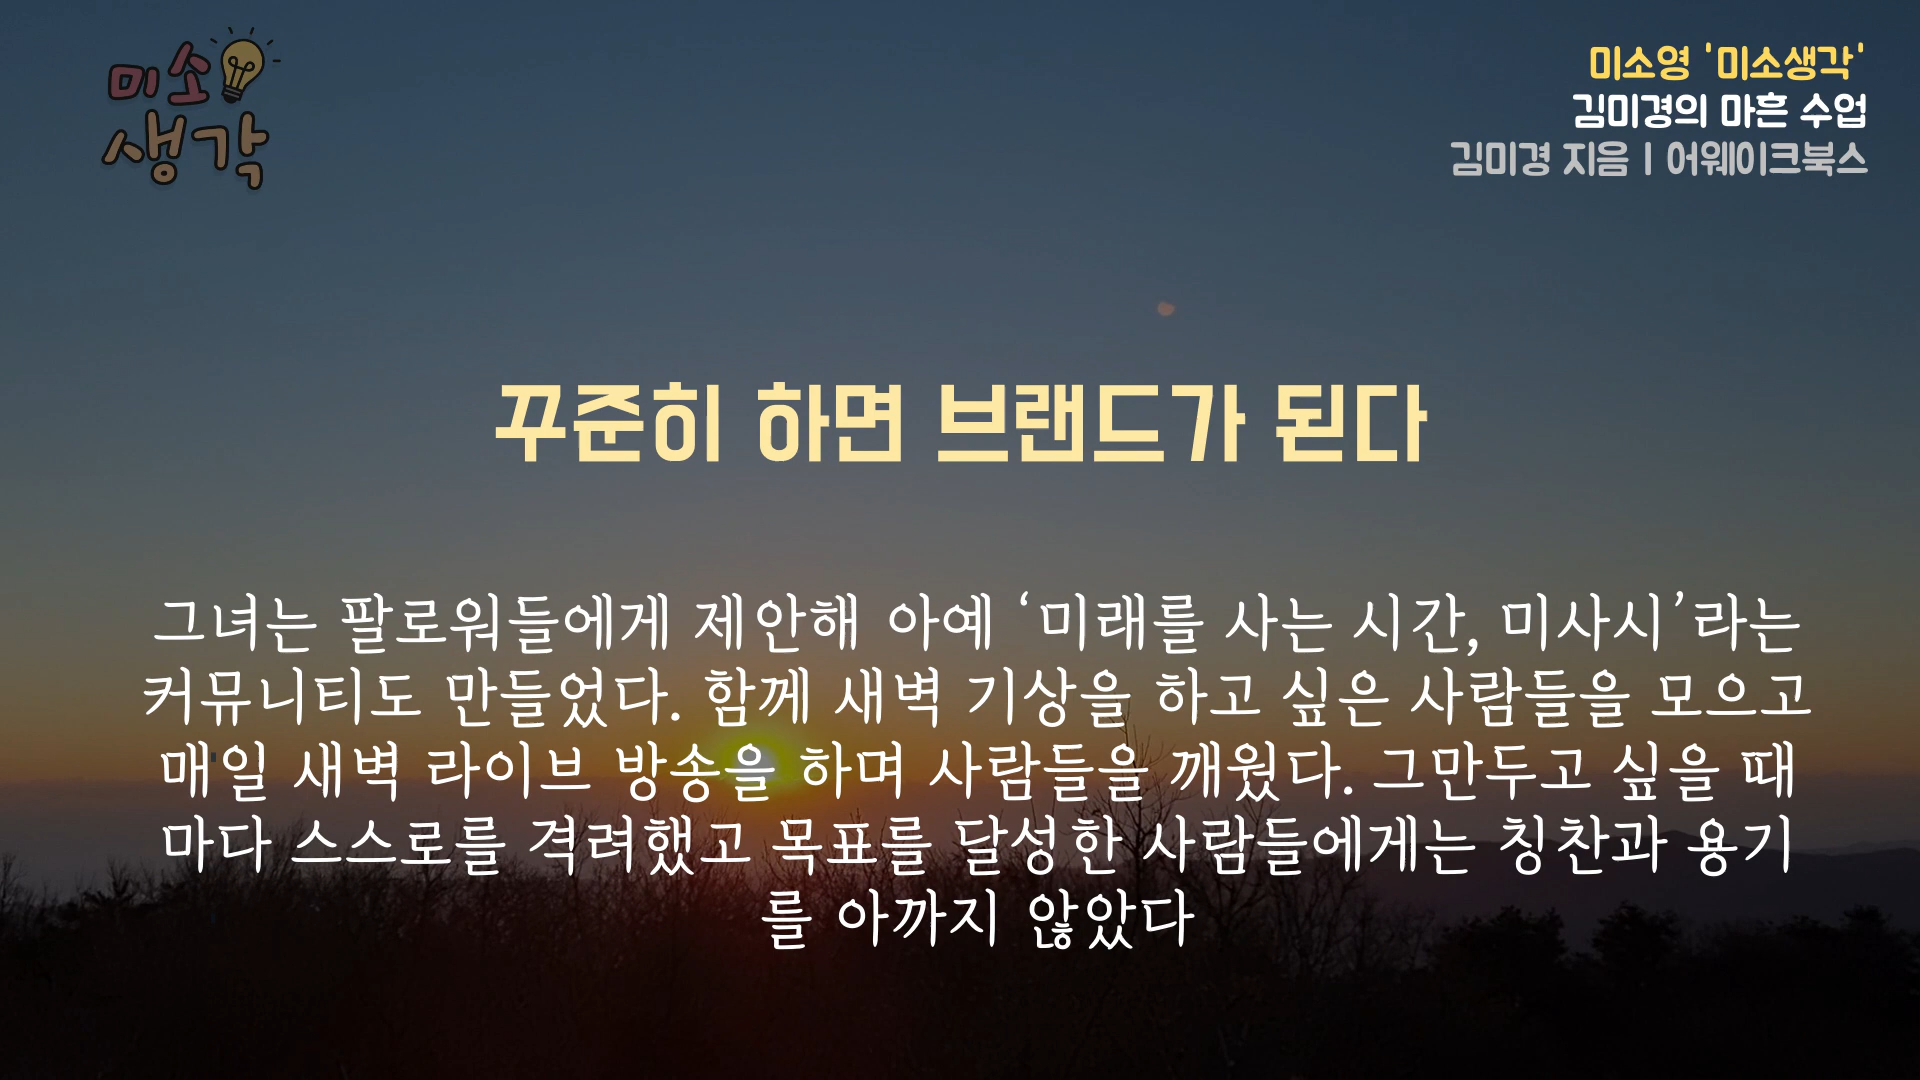 미소
생각
미소영 '미소생각'
김미경의 마흔 수업
김미경 지음 | 어웨이크북스
꾸준히 하면 브랜드가 된다
그녀는 팔로워들에게 제안해 아예 ‘미래를 사는 시간, 미사시’라는
커뮤니티도 만들었다. 함께 새벽 기상을 하고 싶은 사람들을 모으고
매일 새벽 라이브 방송을 하며 사람들을 깨웠다. 그만두고 싶을 때
마다 스스로를 격려했고 목표를 달성한 사람들에게는 칭찬과 용기
를 아까지 않았다